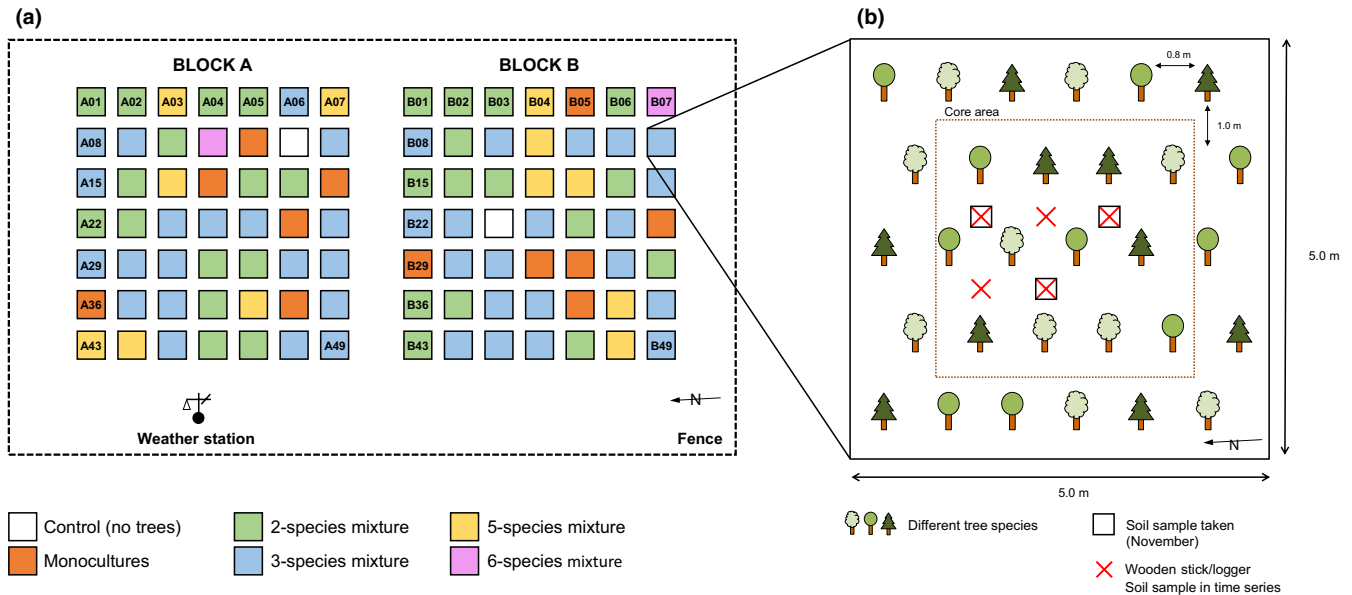 (a)
BLOCK A
BLOCK B
A01 A02 A03 A04 A05 A06 A07
B01 B02 B03 B04 B05 B06 B07
A08
B08
A15
B15
A22
B22
A29
B29
A36
B36
A43
A49
B43
B49
Weather station
N
Fence
Control (no trees)
Monocultures
2-species mixture
3-species mixture
5-species mixture
6-species mixture
(b)
0.8 m
Core area
1.0 m
5.0 m
N
5.0 m
Different tree species
Soil sample taken
(November)
Wooden stick/logger
Soil sample in time series